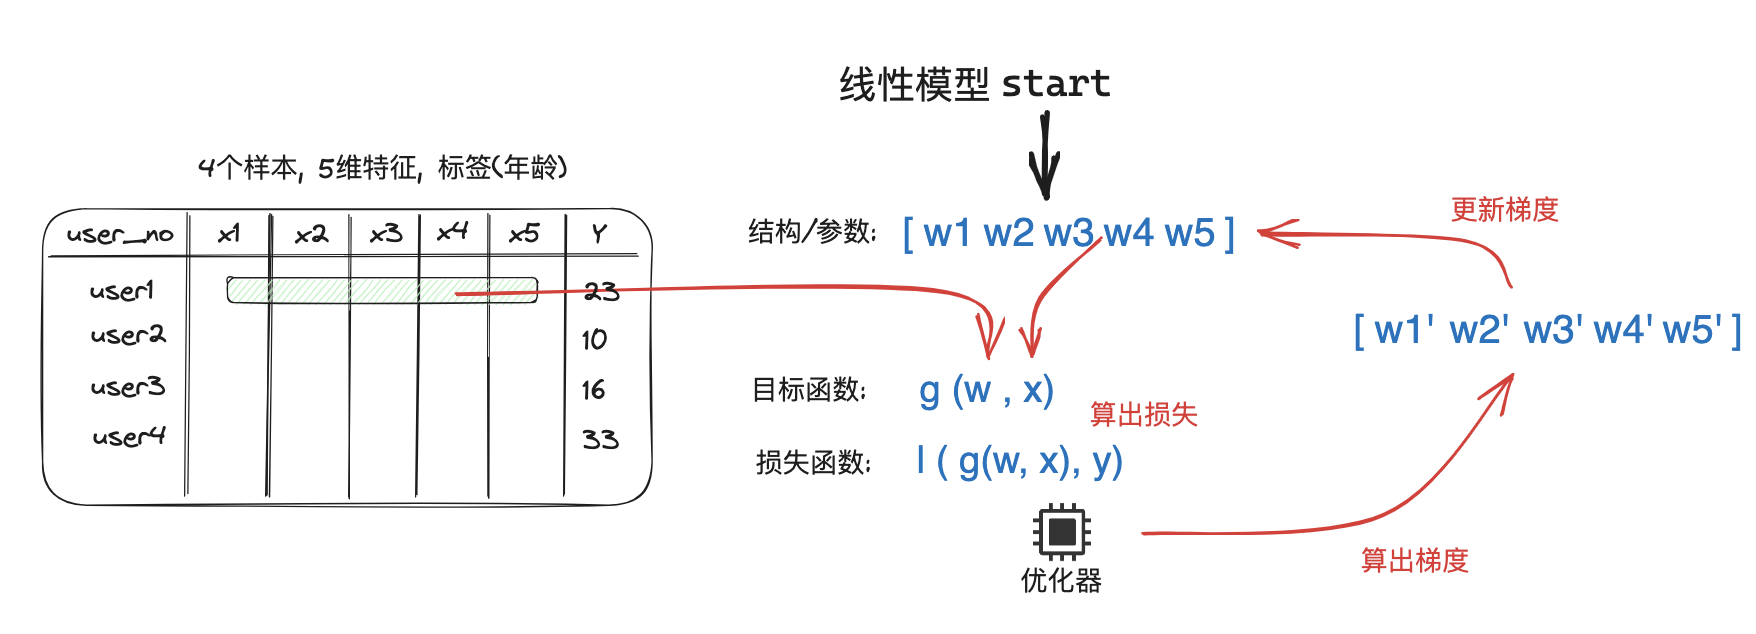 线性模型 start
4个样本, 5维特征, 标签(年龄)
user_no x1 x2 x3 x4 x5 Y
user1 23
user2 10
user3 16
user4 33
结构/参数: [ w1 w2 w3 w4 w5 ]
更新梯度
[ w1' w2' w3' w4' w5' ]
目标函数: g (w , x)
算出损失
损失函数: l ( g(w, x), y)
优化器
算出梯度